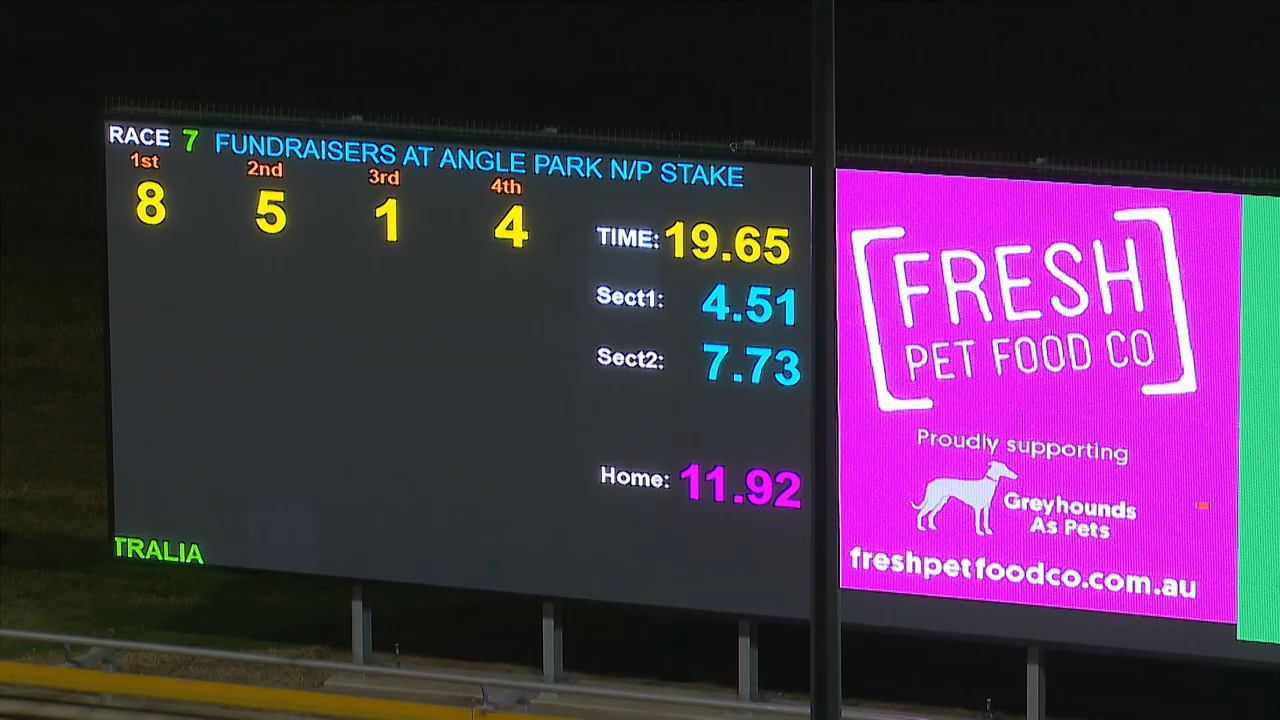 RACE 7 FUNDRAISERS AT ANGLE PARK N/P STAKE
1st 2nd 3rd 4th
8 5 1 4
TIME: 19.65
Sect1: 4.51
Sect2: 7.73
Home: 11.92
TRALIA
FRESH
PET FOOD CO
Proudly supporting
Greyhounds
As Pets
freshpetfoodco.com.au